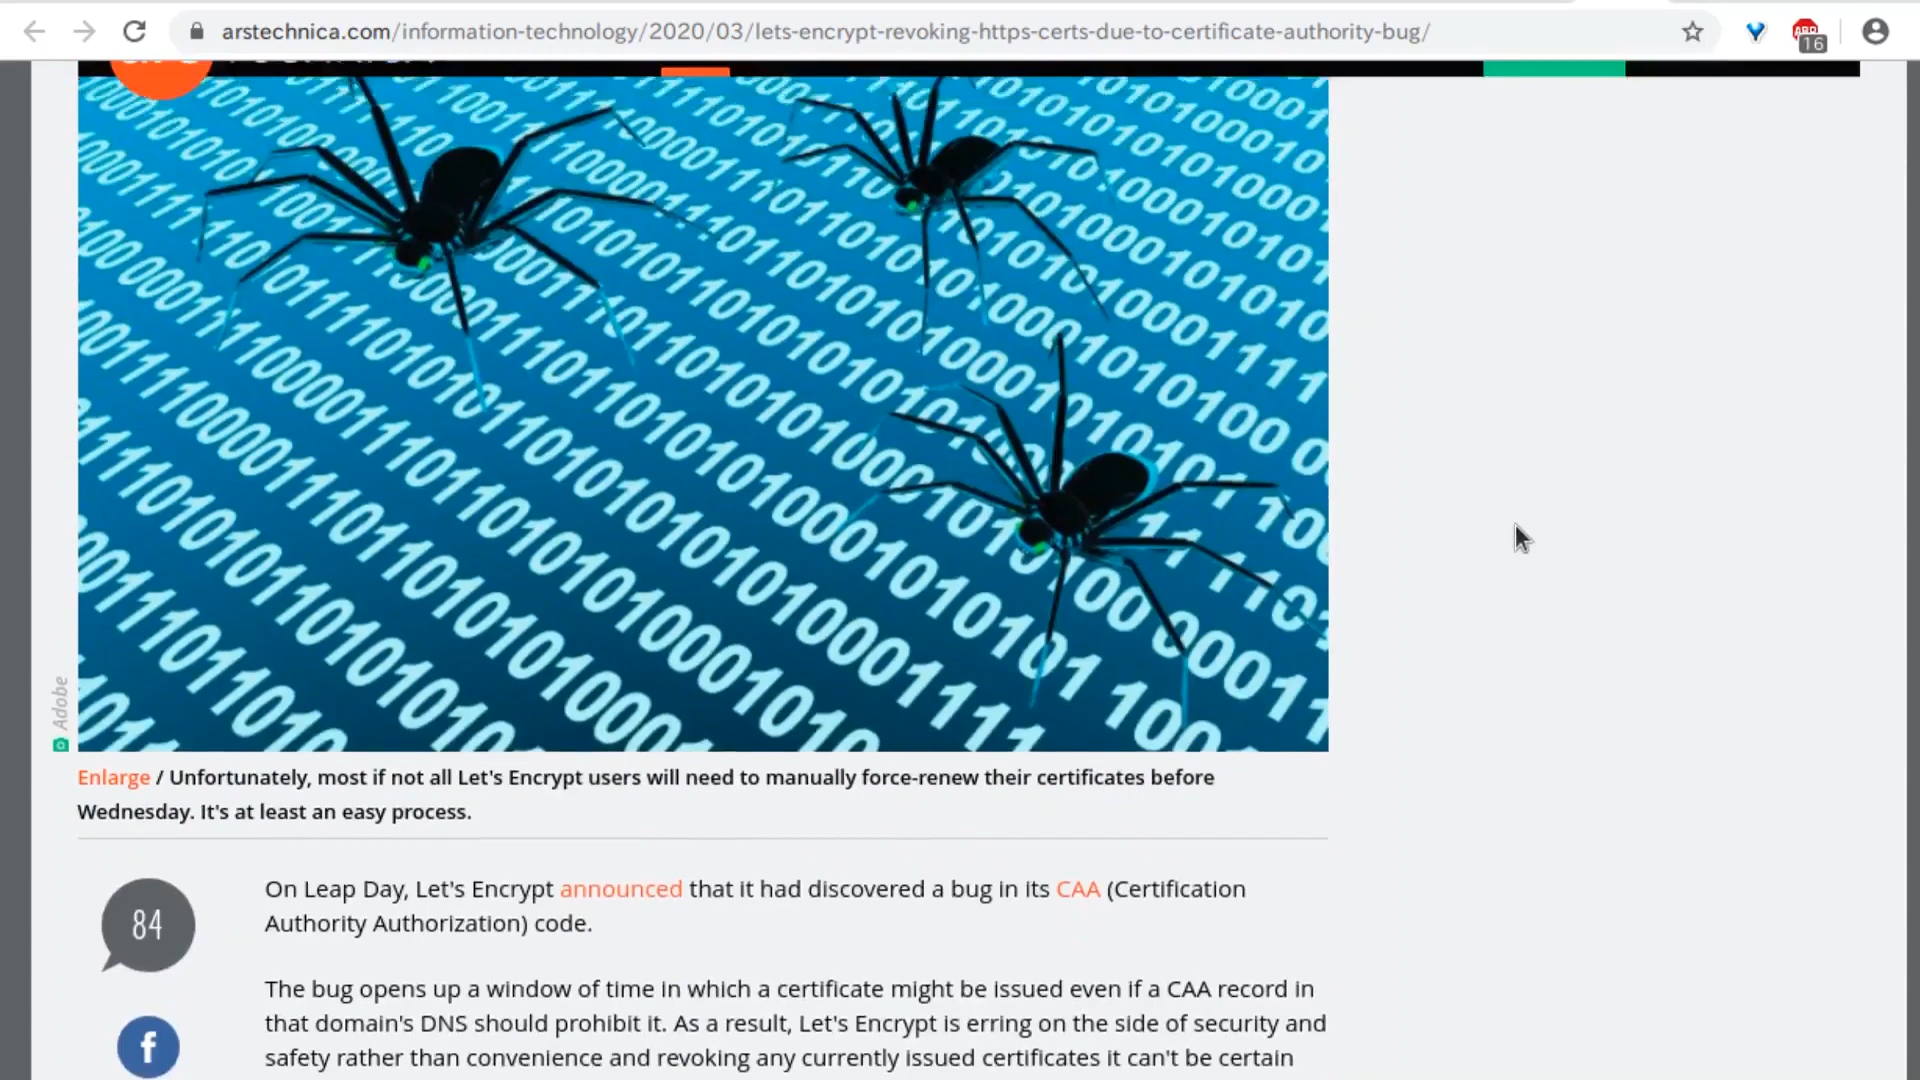 arstechnica.com/information-technology/2020/03/lets-encrypt-revoking-https-certs-due-to-certificate-authority-bug/
16
Adobe
Enlarge / Unfortunately, most if not all Let's Encrypt users will need to manually force-renew their certificates before
Wednesday. It's at least an easy process.
84
On Leap Day, Let's Encrypt announced that it had discovered a bug in its CAA (Certification
Authority Authorization) code.
The bug opens up a window of time in which a certificate might be issued even if a CAA record in
that domain's DNS should prohibit it. As a result, Let's Encrypt is erring on the side of security and
safety rather than convenience and revoking any currently issued certificates it can't be certain